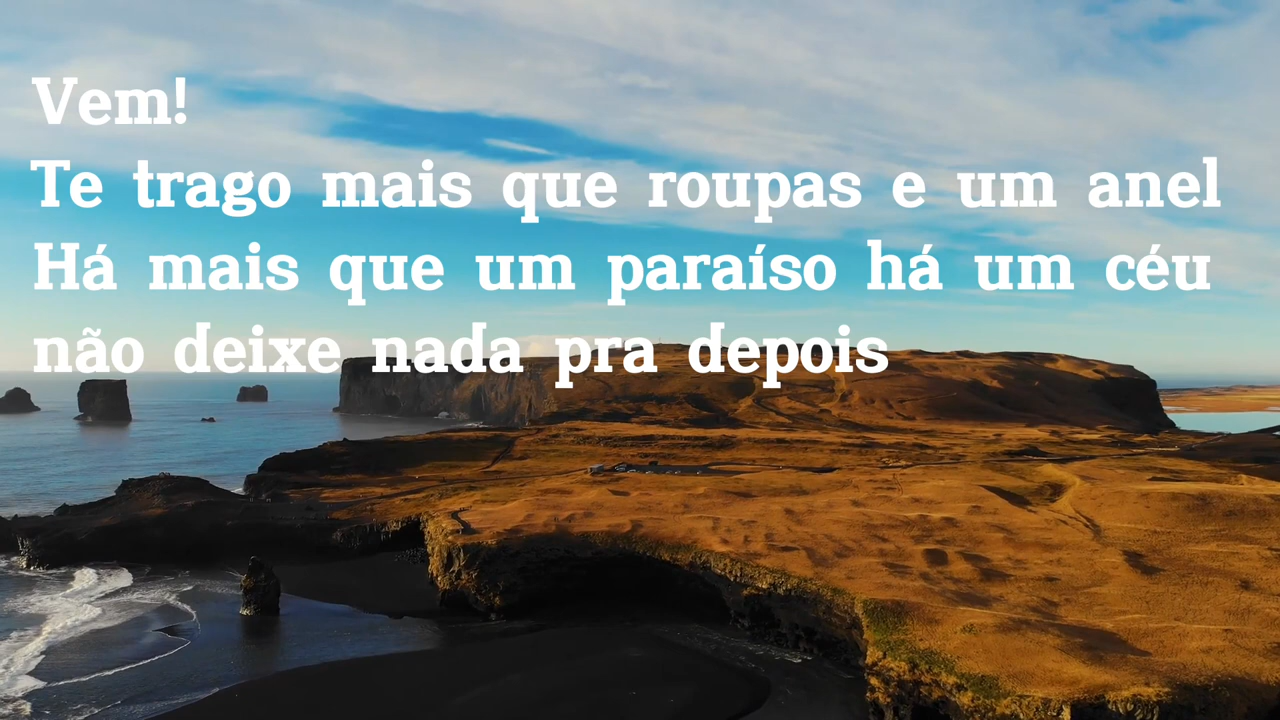 Vem!
Te trago mais que roupas e um anel
Há mais que um paraíso há um céu
não deixe nada pra depois